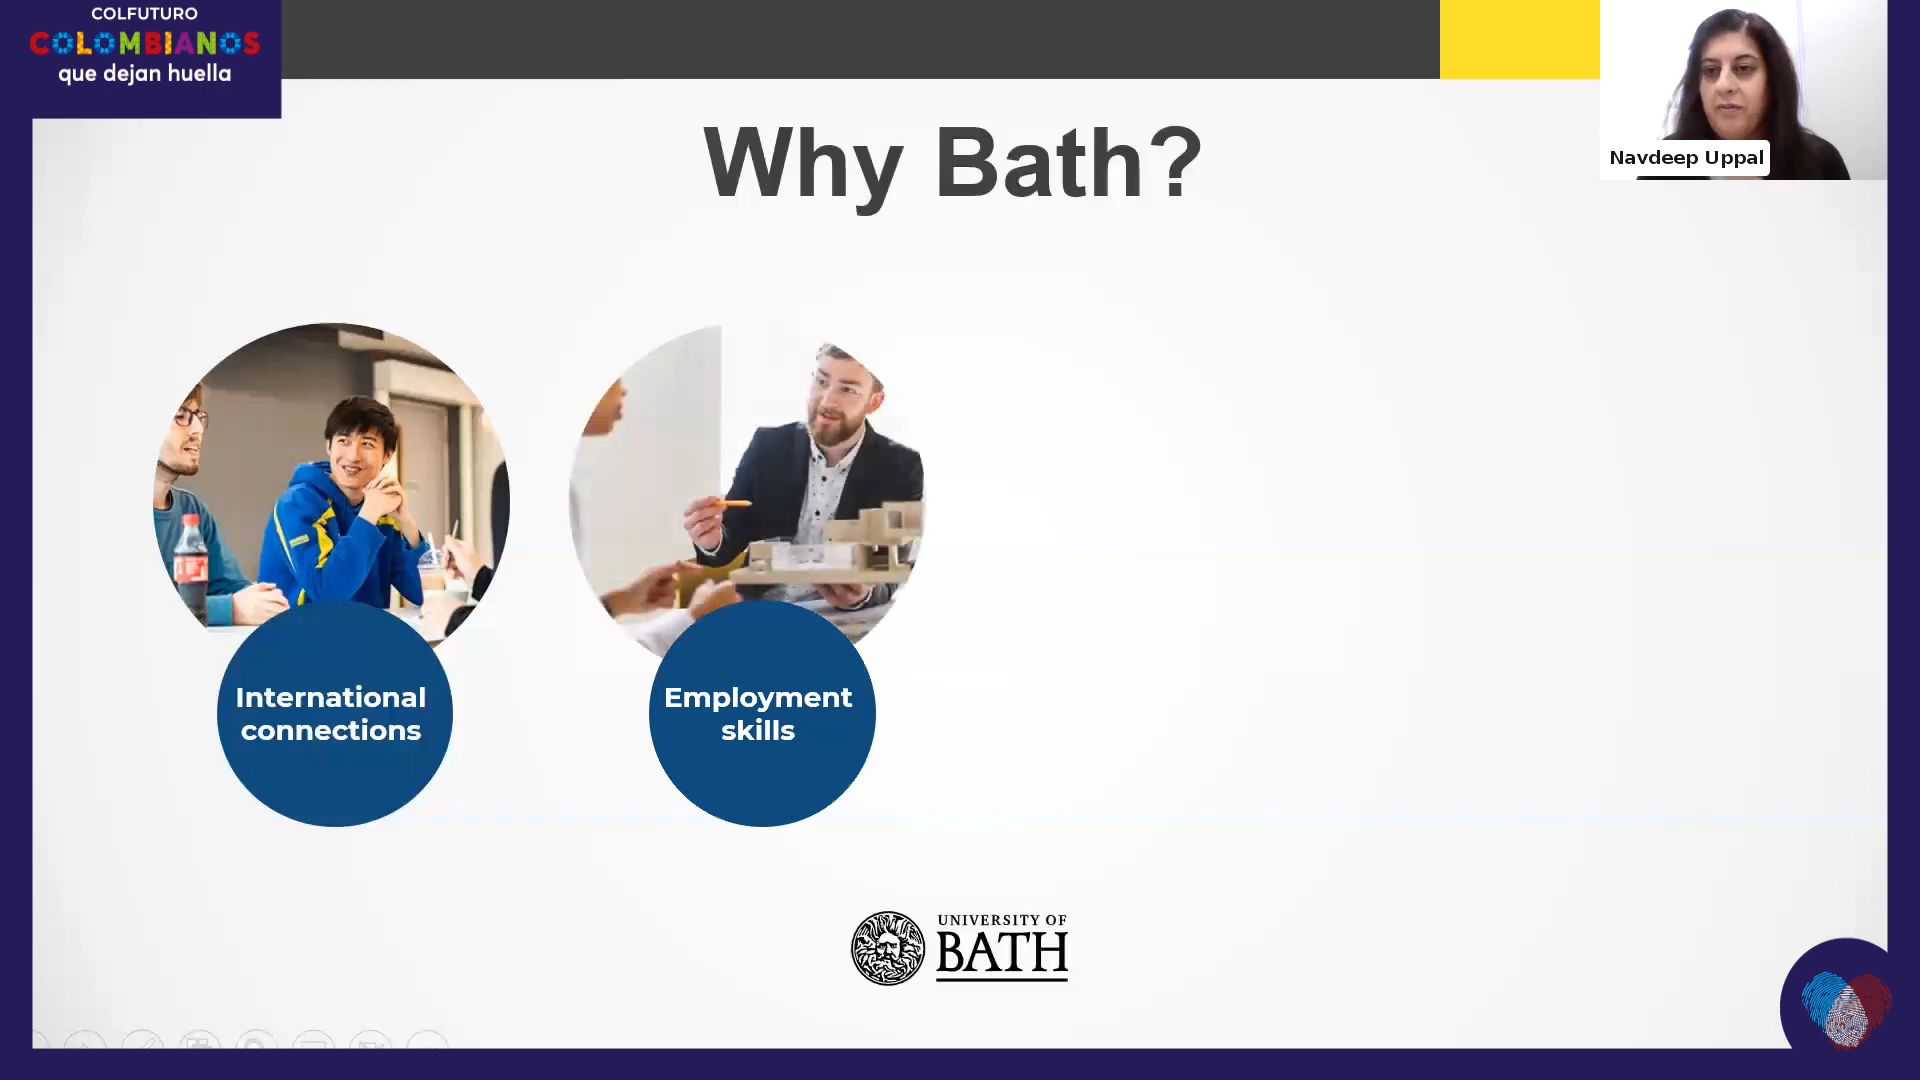 COLFUTURO
COLOMBIANOS
que dejan huella
Navdeep Uppal
Why Bath?
International
connections
Employment
skills
UNIVERSITY OF
BATH